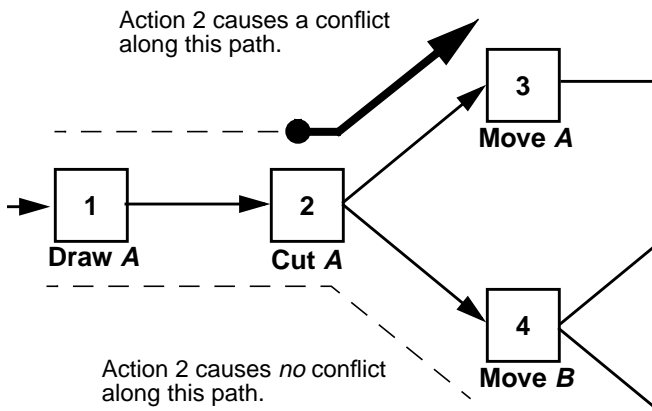 Action 2 causes a conflict
along this path.
3
Move A
1
Draw A
2
Cut A
4
Move B
Action 2 causes no conflict
along this path.